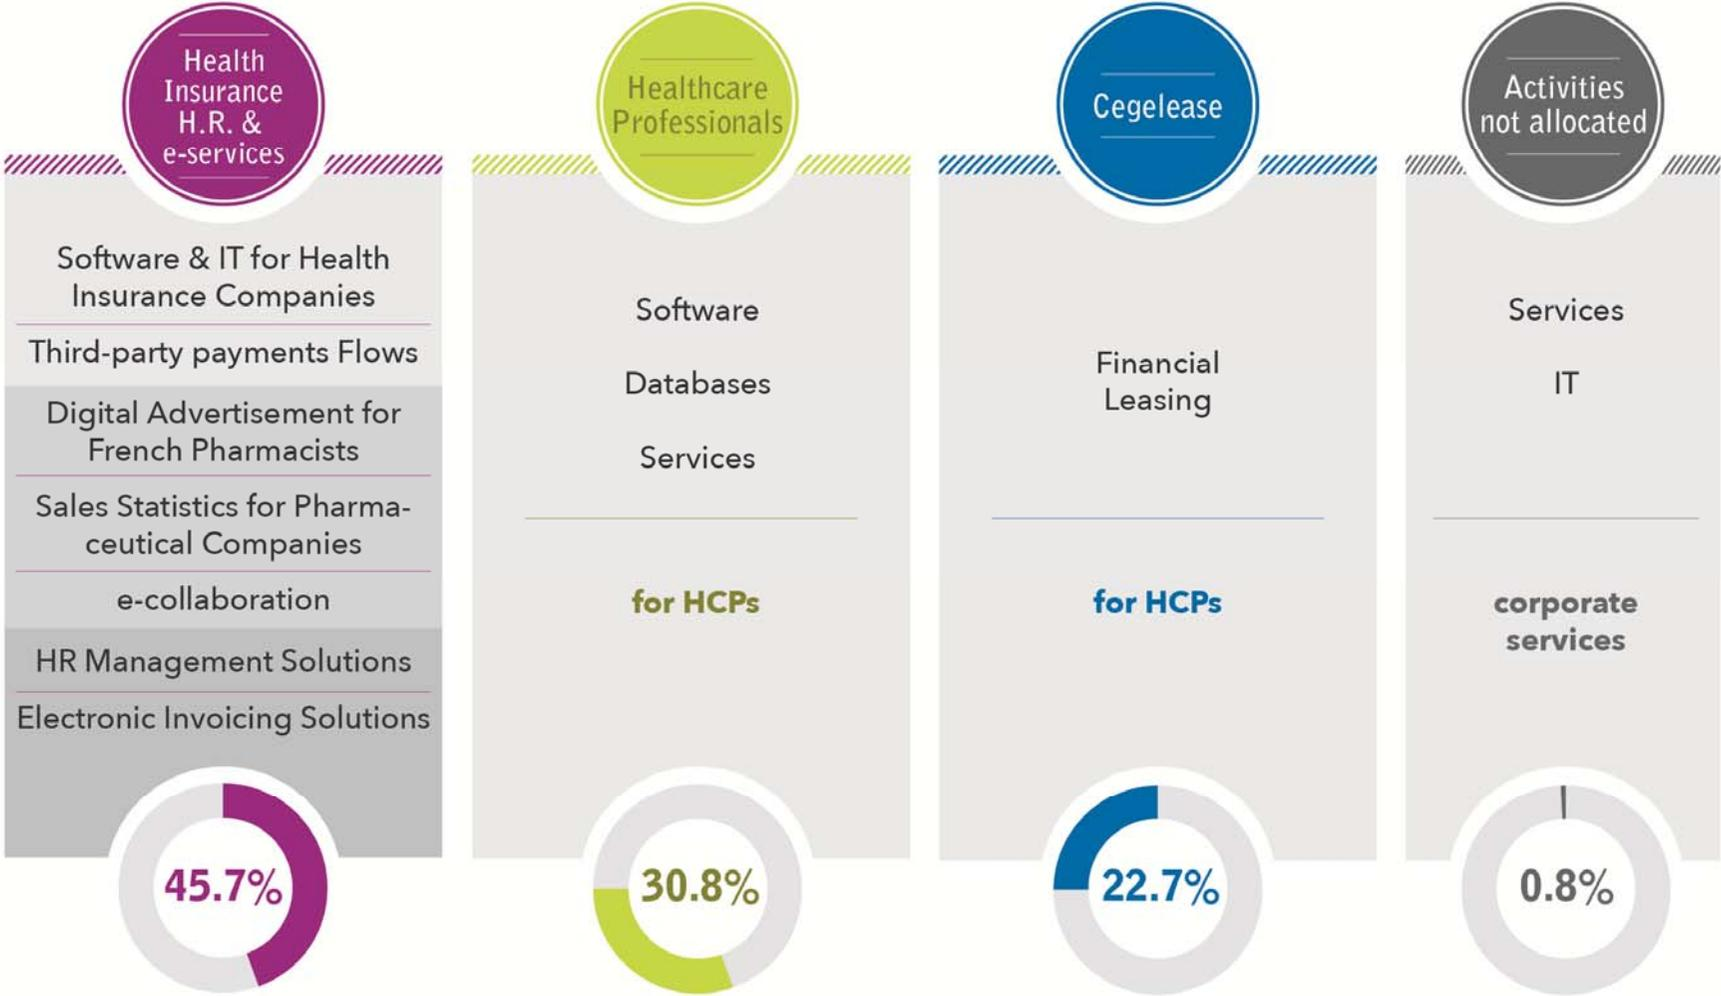 Health
Insurance
H.R. &
e-services
Software & IT for Health
Insurance Companies
Third-party payments Flows
Digital Advertisement for
French Pharmacists
Sales Statistics for Pharma-
ceutical Companies
e-collaboration
HR Management Solutions
Electronic Invoicing Solutions
45.7%
Healthcare
Professionals
Software
Databases
Services
for HCPs
30.8%
Cegelease
Financial
Leasing
for HCPs
22.7%
Activities
not allocated
Services
IT
corporate
services
0.8%